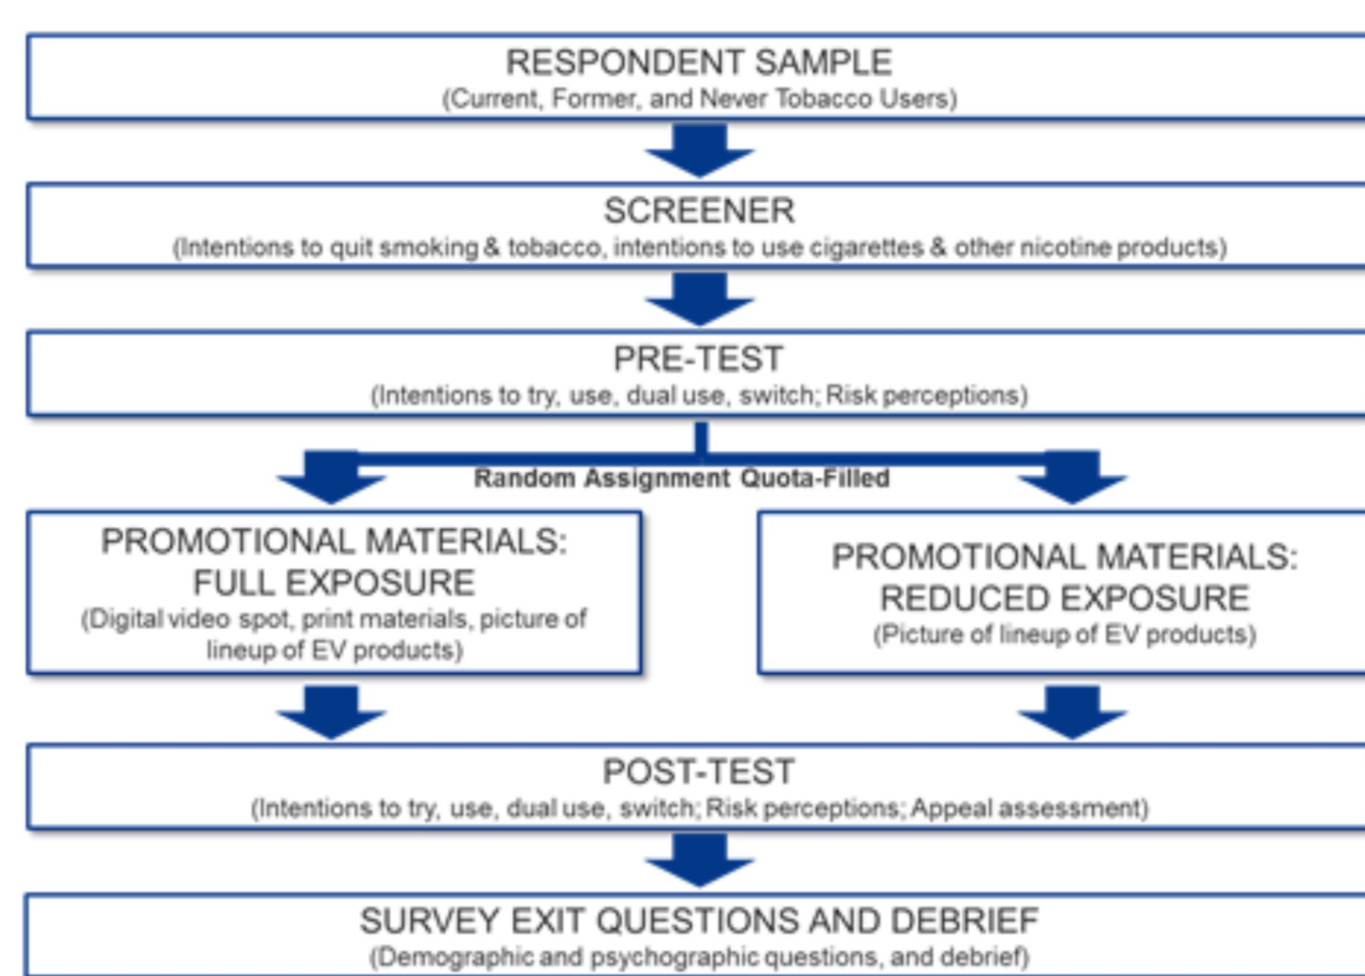 RESPONDENT SAMPLE
(Current, Former, and Never Tobacco Users)
SCREENER
(Intentions to quit smoking & tobacco, intentions to use cigarettes & other nicotine products)
PRE-TEST
(Intentions to try, use, dual use, switch; Risk perceptions)
Random Assignment Quota-Filled
PROMOTIONAL MATERIALS:
FULL EXPOSURE
(Digital video spot, print materials, picture of
lineup of EV products)
PROMOTIONAL MATERIALS:
REDUCED EXPOSURE
(Picture of lineup of EV products)
POST-TEST
(Intentions to try, use, dual use, switch; Risk perceptions; Appeal assessment)
SURVEY EXIT QUESTIONS AND DEBRIEF
(Demographic and psychographic questions, and debrief)